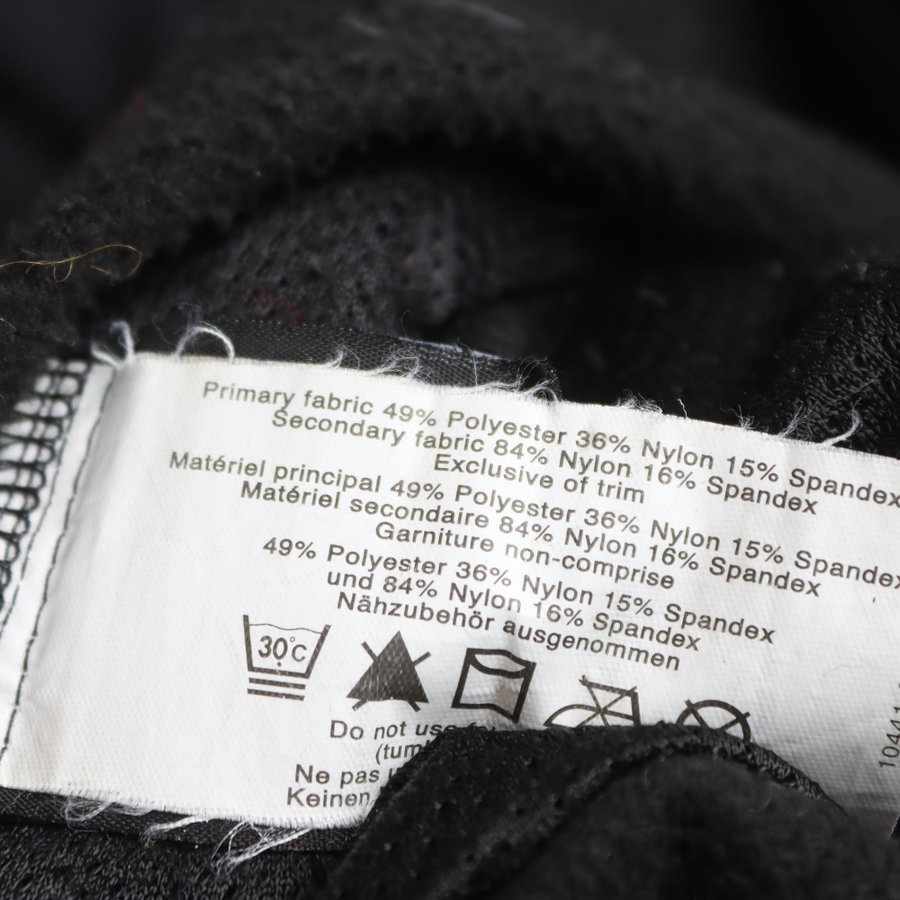 Primary fabric 49% Polyester 36% Nylon 15% Spandex
Secondary fabric 84% Nylon 16% Spandex
Exclusive of trim
Matériel principal 49% Polyester 36% Nylon 15% Spandex
Matériel secondaire 84% Nylon 16% Spandex
Garniture non-comprise
49% Polyester 36% Nylon 15% Spandex
und 84% Nylon 16% Spandex
Nähzubehör ausgenommen
30°C
Do not use
Ne pas
Keinen